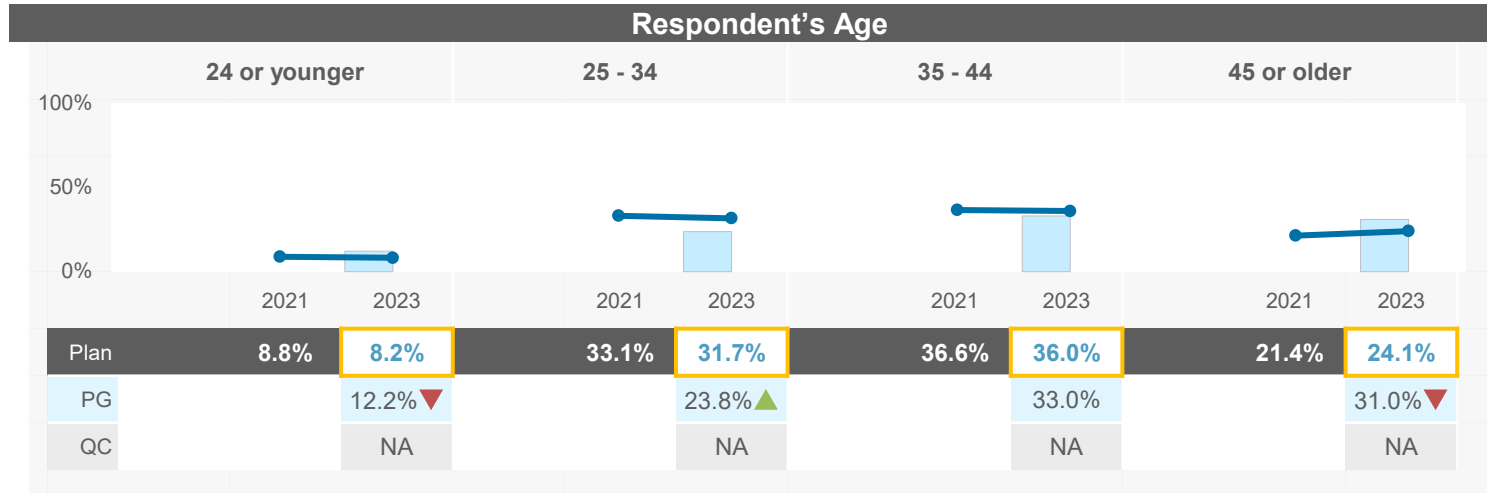 Respondent’s Age
24 or younger 25 - 34 35 - 44 45 or older
100%
50%
0%
2021 2023 2021 2023 2021 2023 2021 2023
Plan 8.8% 8.2% 33.1% 31.7% 36.6% 36.0% 21.4% 24.1%
PG 12.2% 23.8% 33.0% 31.0%
QC NA NA NA NA